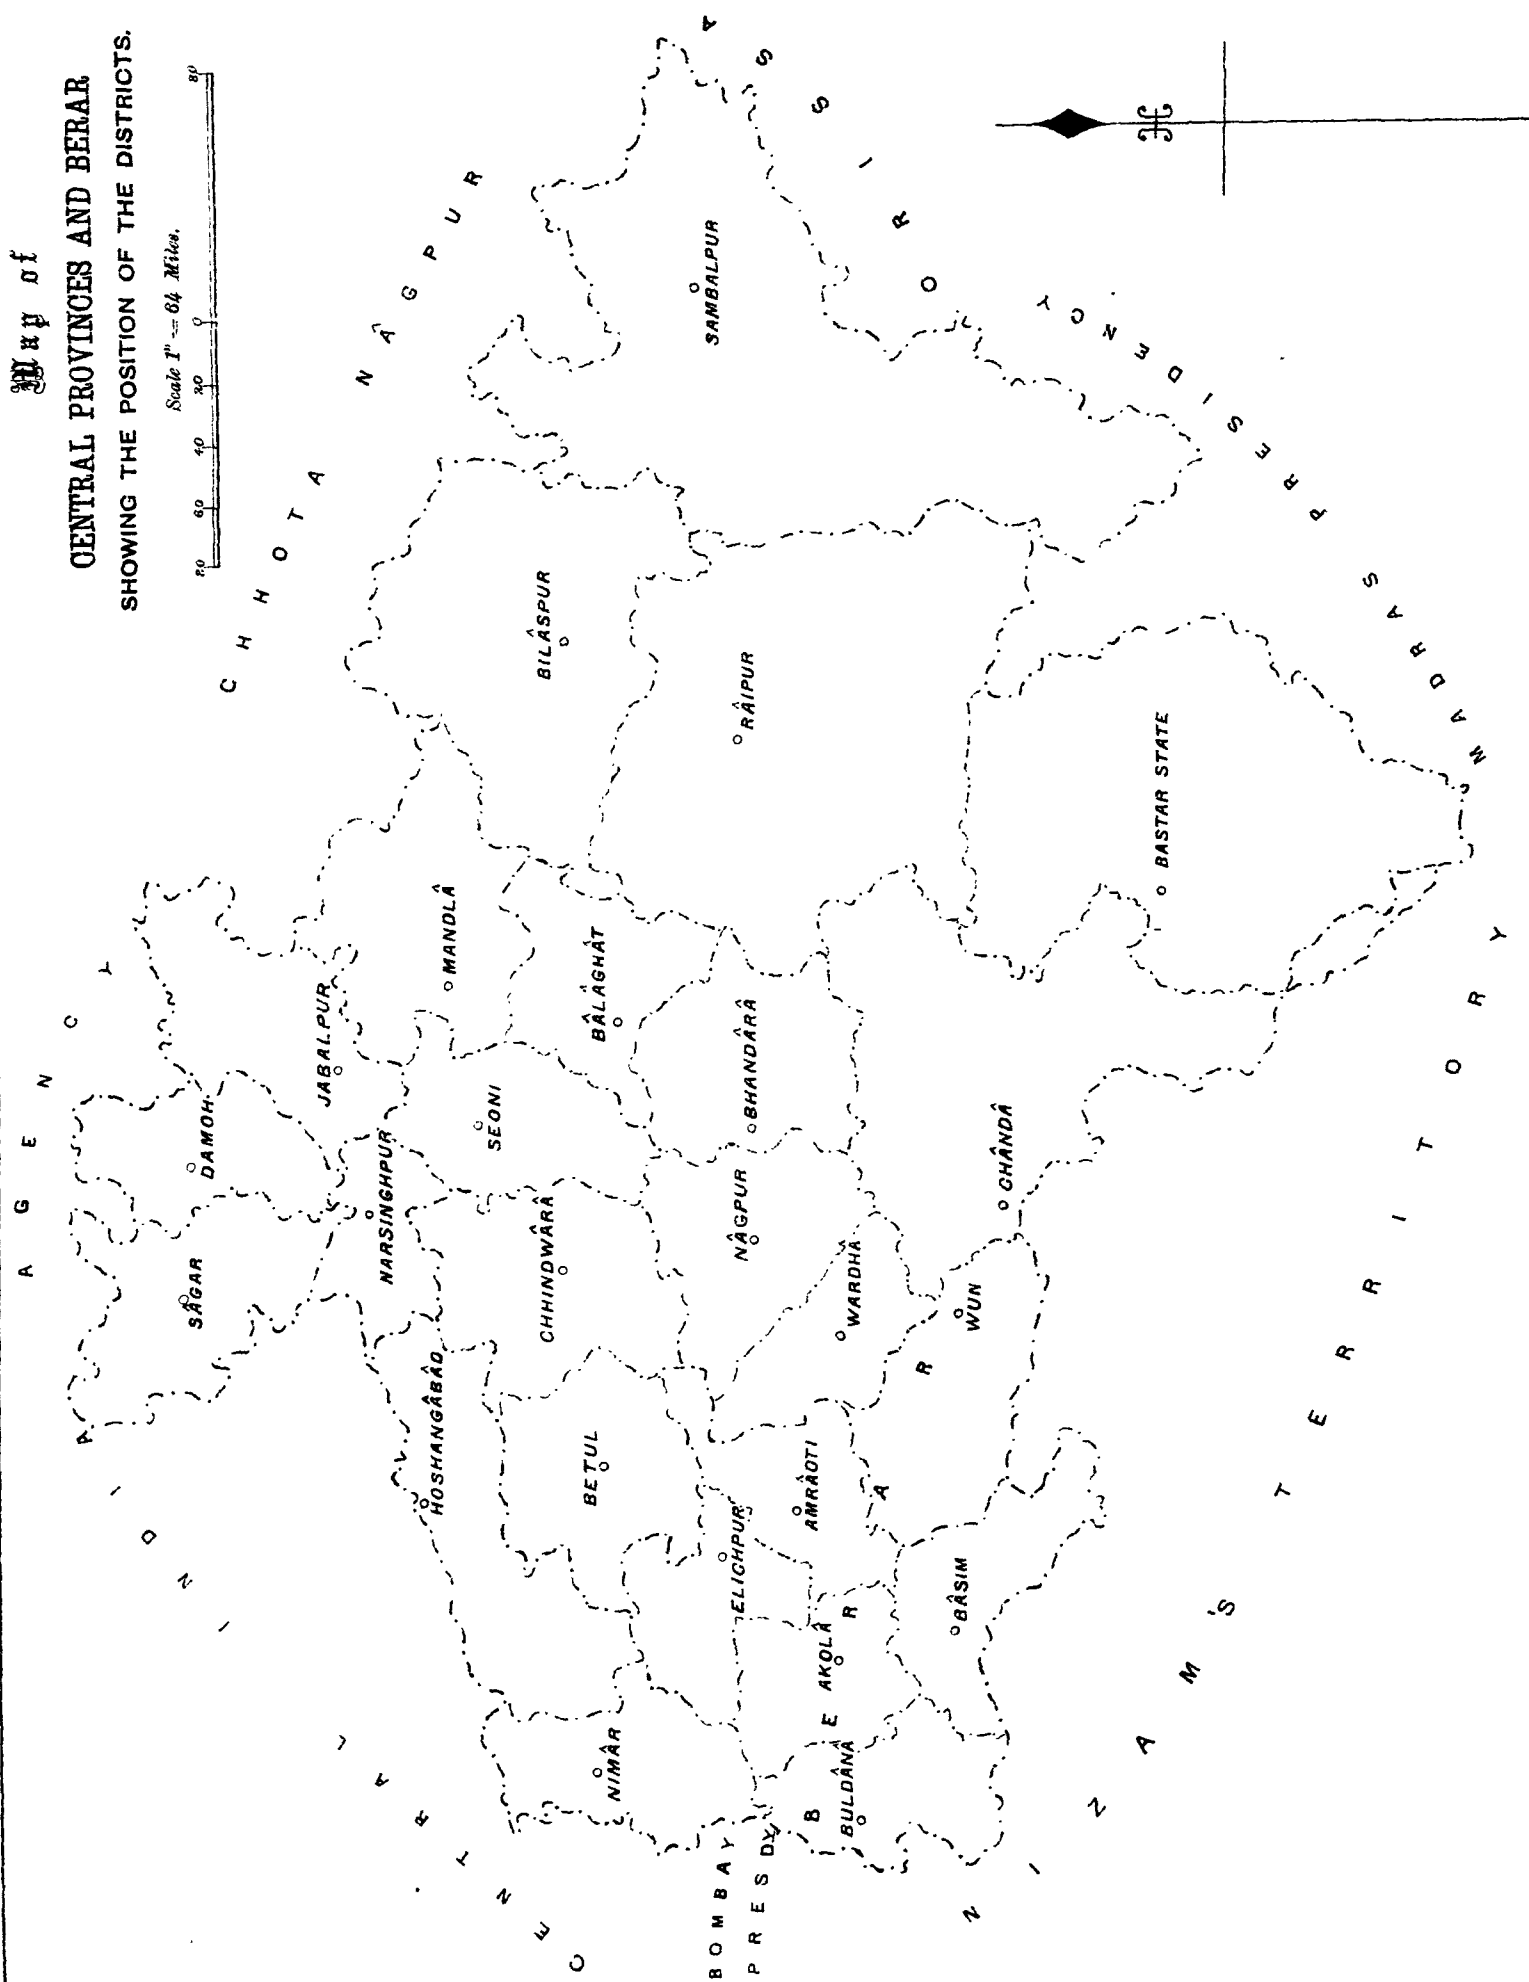 Map of
CENTRAL PROVINCES AND BERAR
SHOWING THE POSITION OF THE DISTRICTS.
Scale 1" = 64 Miles.
80 60 40 20 0 80
CENTRAL INDIA AGENCY
CHHOTA NÂGPUR
ORISSA
MADRAS PRESIDENCY
NIZAM'S TERRITORY
BOMBAY
PRESDY
BERAR
SÂGAR
DAMOH
JABALPUR
NARSINGHPUR
MANDLÂ
SEONI
HOSHANGÂBÂD
CHHINDWÂRÂ
BETUL
NIMÂR
BÂLÂGHÂT
BHANDÂRÂ
NÂGPUR
WARDHÂ
CHÂNDÂ
BILÂSPUR
RÂIPUR
SAMBALPUR
BASTAR STATE
ELICHPUR
AMRÂOTI
AKOLÂ
BULDÂNÂ
BÂSIM
WUN